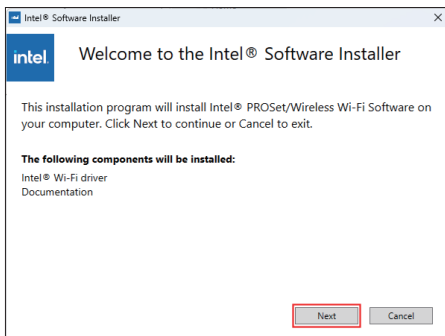 Intel® Software Installer
intel.
Welcome to the Intel® Software Installer
This installation program will install Intel® PROSet/Wireless Wi-Fi Software on
your computer. Click Next to continue or Cancel to exit.
The following components will be installed:
Intel® Wi-Fi driver
Documentation
Next
Cancel